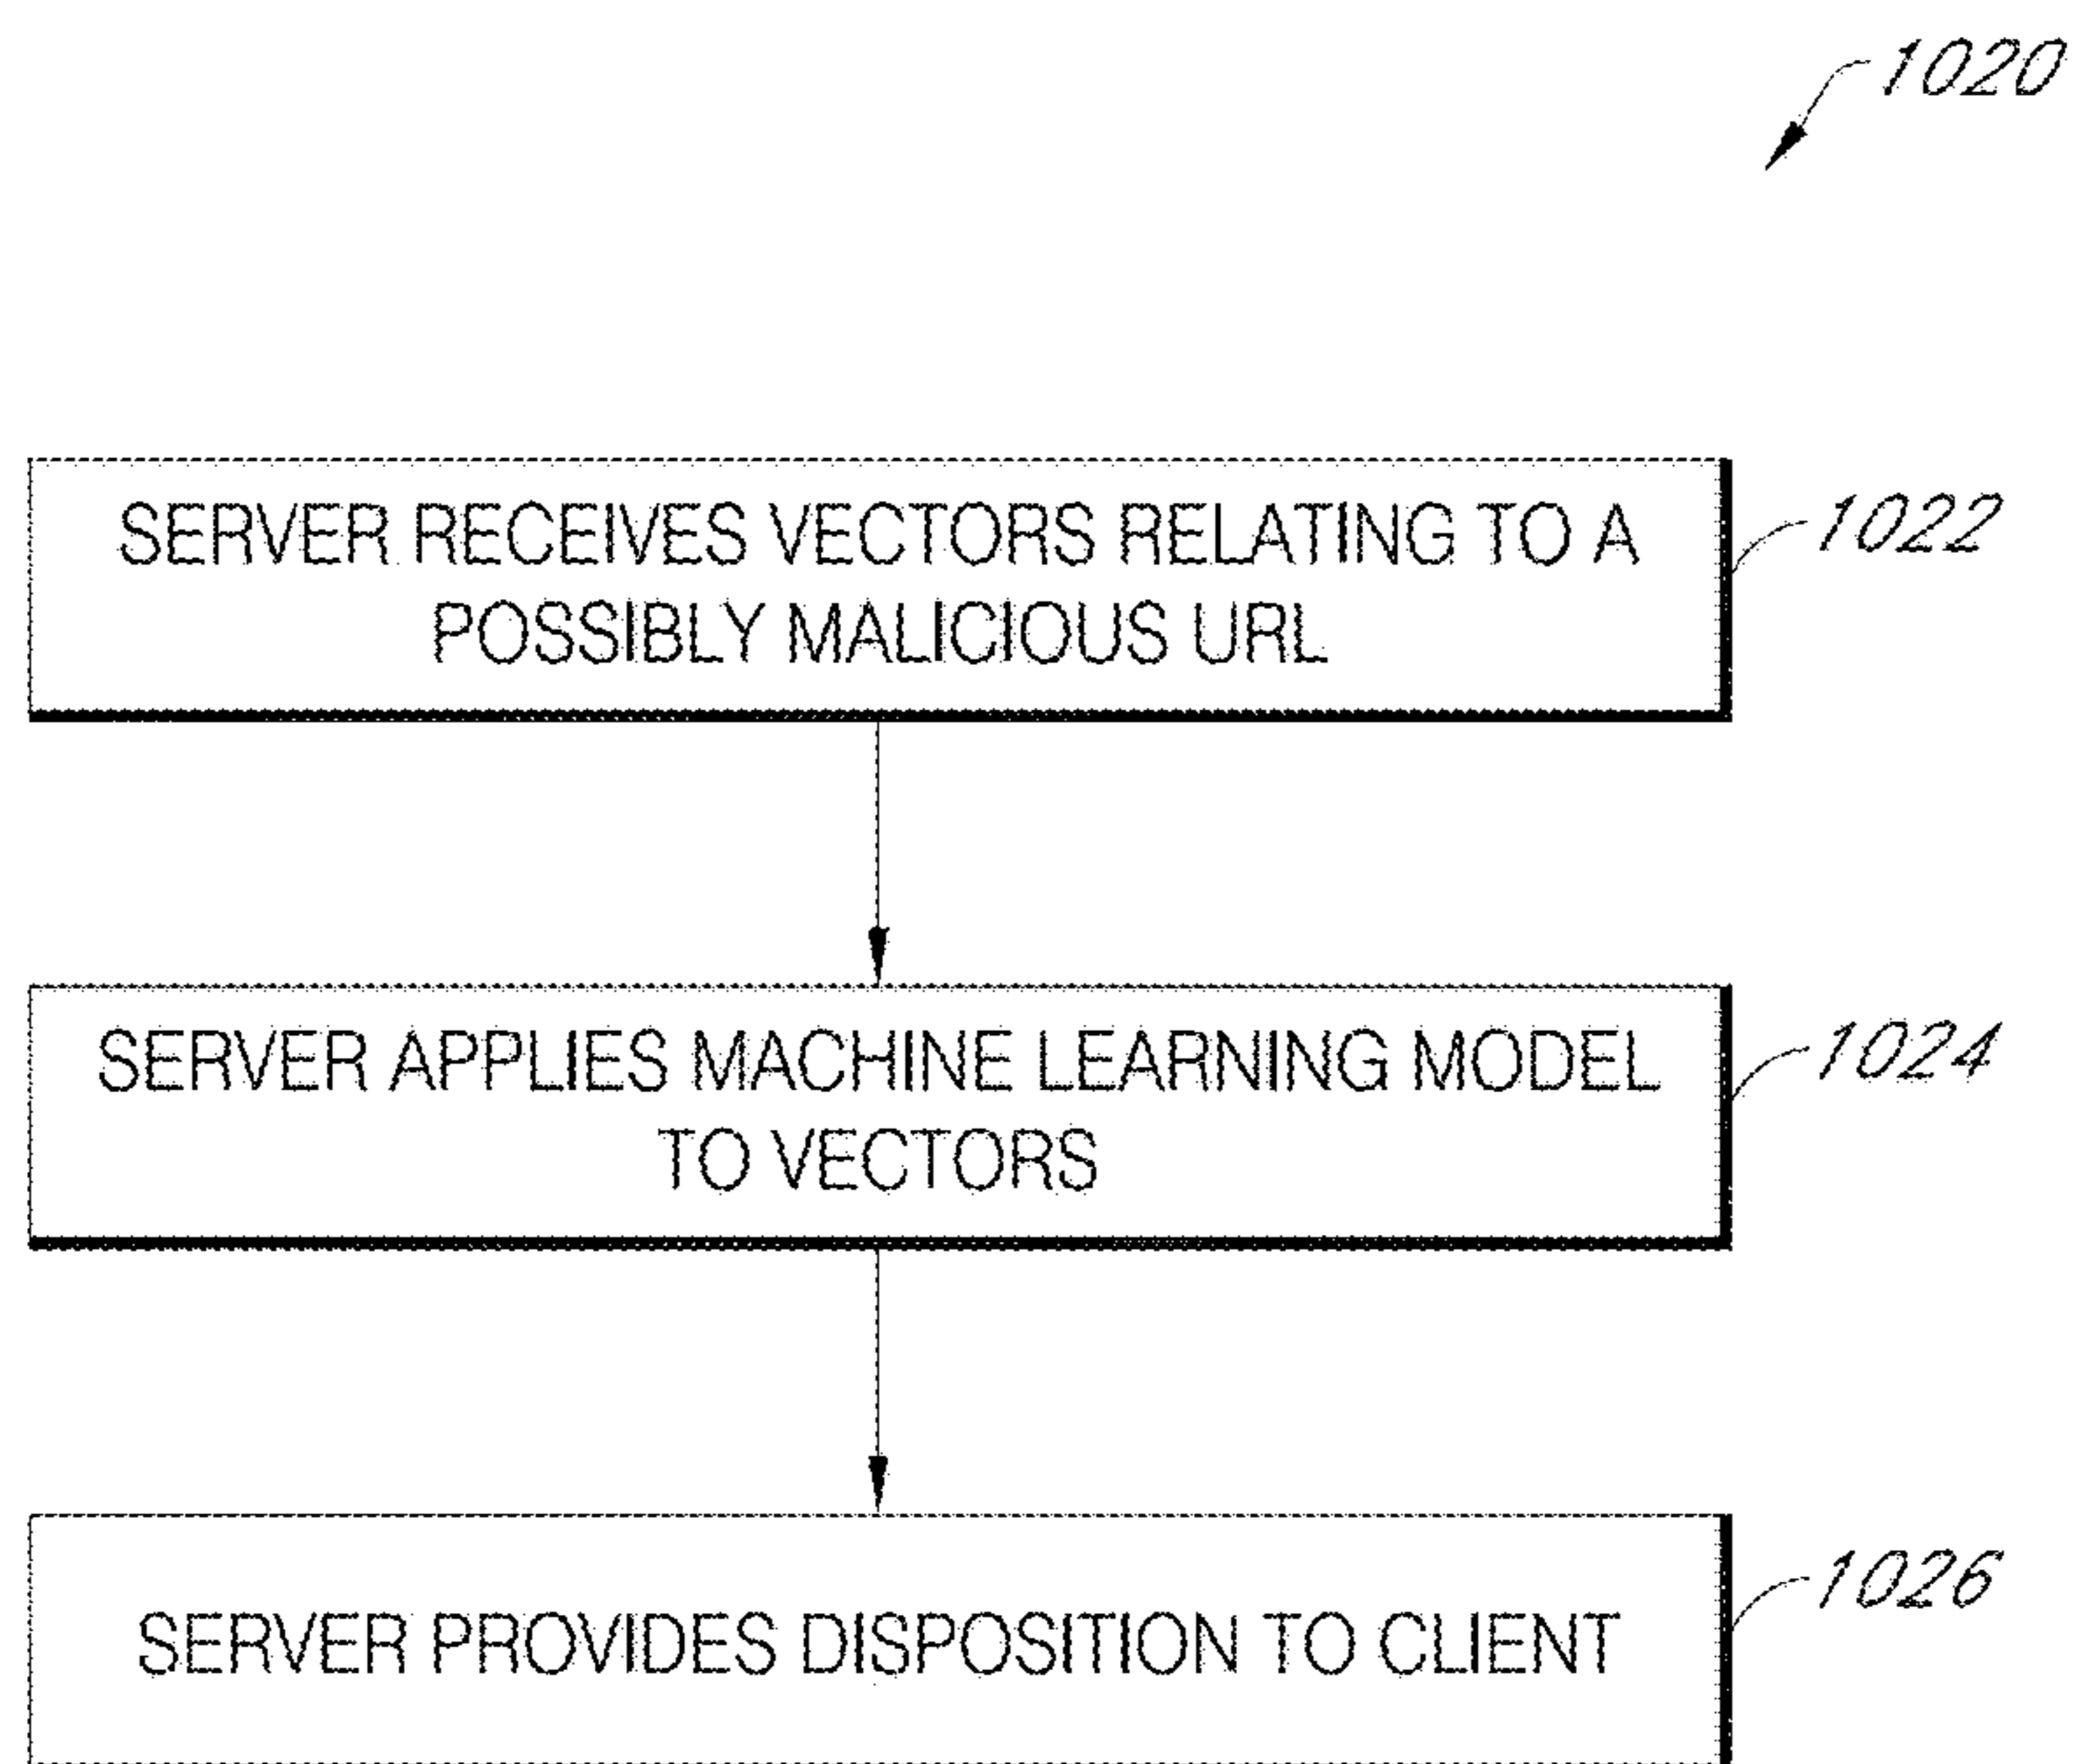 1020
SERVER RECEIVES VECTORS RELATING TO A
POSSIBLY MALICIOUS URL
1022
SERVER APPLIES MACHINE LEARNING MODEL
TO VECTORS
1024
SERVER PROVIDES DISPOSITION TO CLIENT
1026